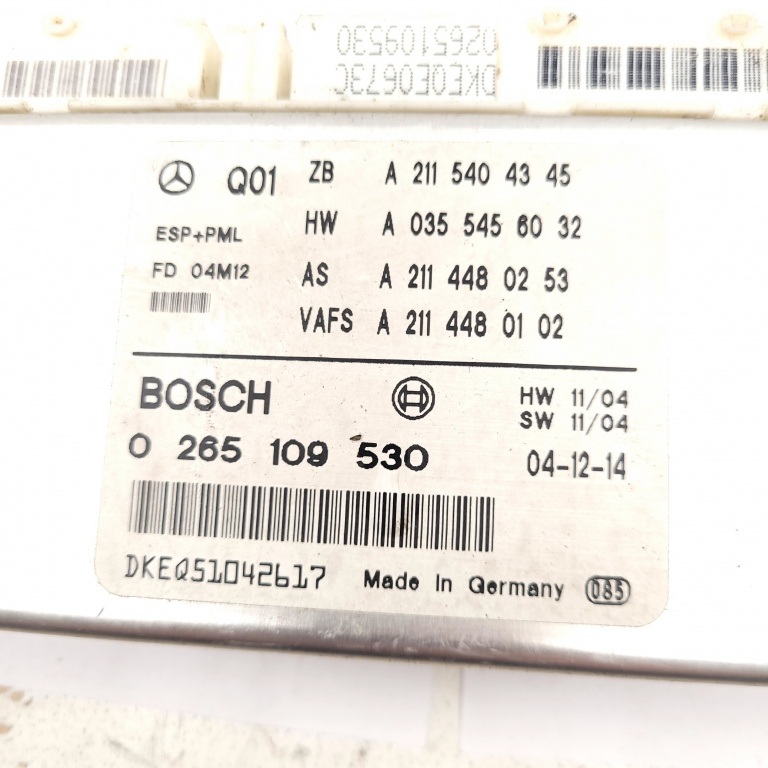 0265109530
DKE0E0673C
Q01
ZB A 211 540 43 45
ESP+PML
HW A 035 545 60 32
FD 04M12
AS A 211 448 02 53
VAFS A 211 448 01 02
BOSCH
HW 11/04
SW 11/04
0 265 109 530
04-12-14
DKEQ51042617
Made In Germany
085